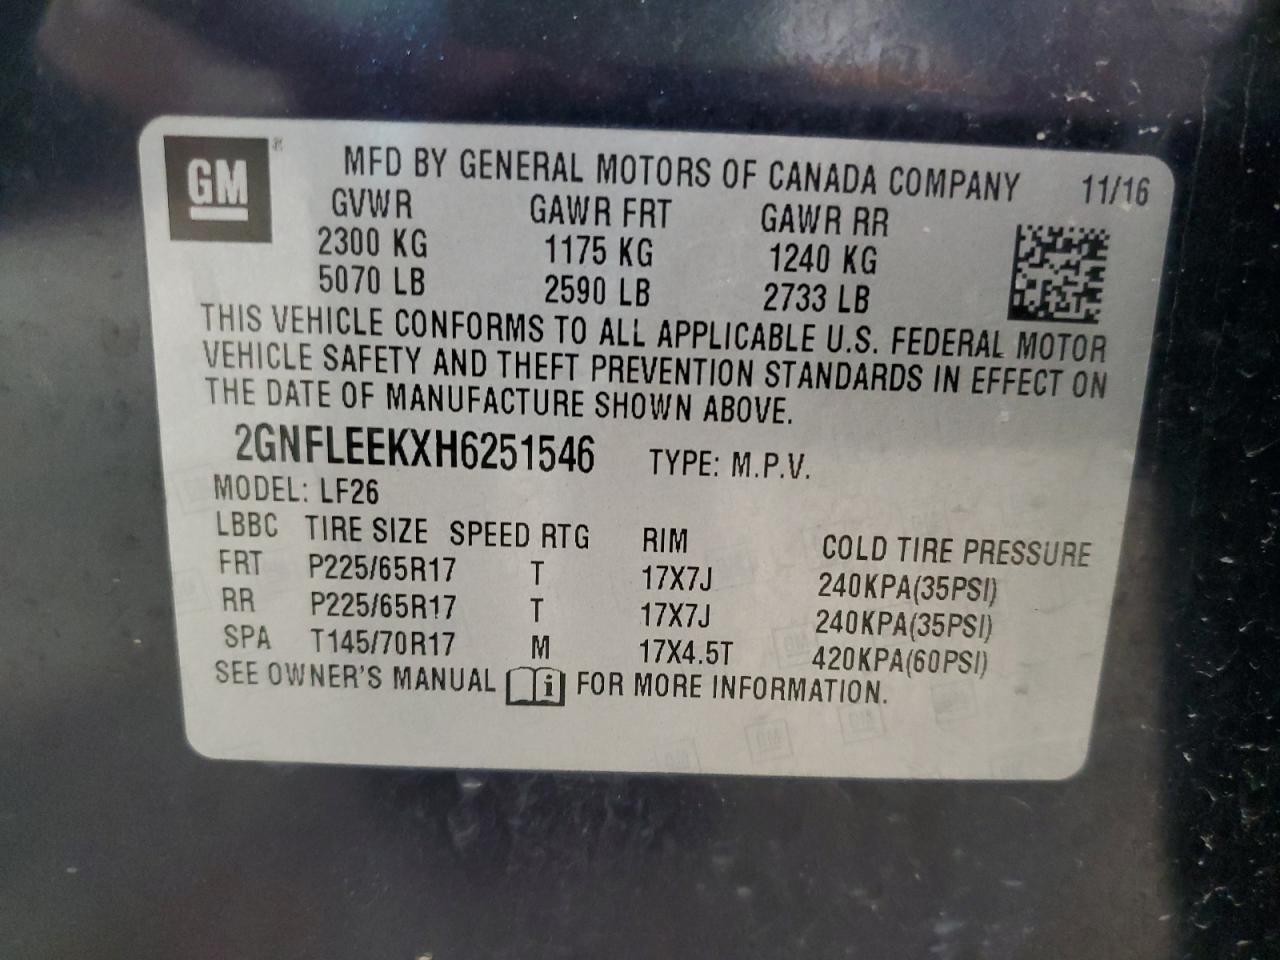 GM
MFD BY GENERAL MOTORS OF CANADA COMPANY 11/16
GVWR GAWR FRT GAWR RR
2300 KG 1175 KG 1240 KG
5070 LB 2590 LB 2733 LB
THIS VEHICLE CONFORMS TO ALL APPLICABLE U.S. FEDERAL MOTOR
VEHICLE SAFETY AND THEFT PREVENTION STANDARDS IN EFFECT ON
THE DATE OF MANUFACTURE SHOWN ABOVE.
2GNFLEEKXH6251546 TYPE: M.P.V.
MODEL: LF26
LBBC TIRE SIZE SPEED RTG RIM COLD TIRE PRESSURE
FRT P225/65R17 T 17X7J 240KPA(35PSI)
RR P225/65R17 T 17X7J 240KPA(35PSI)
SPA T145/70R17 M 17X4.5T 420KPA(60PSI)
SEE OWNER'S MANUAL i FOR MORE INFORMATION.